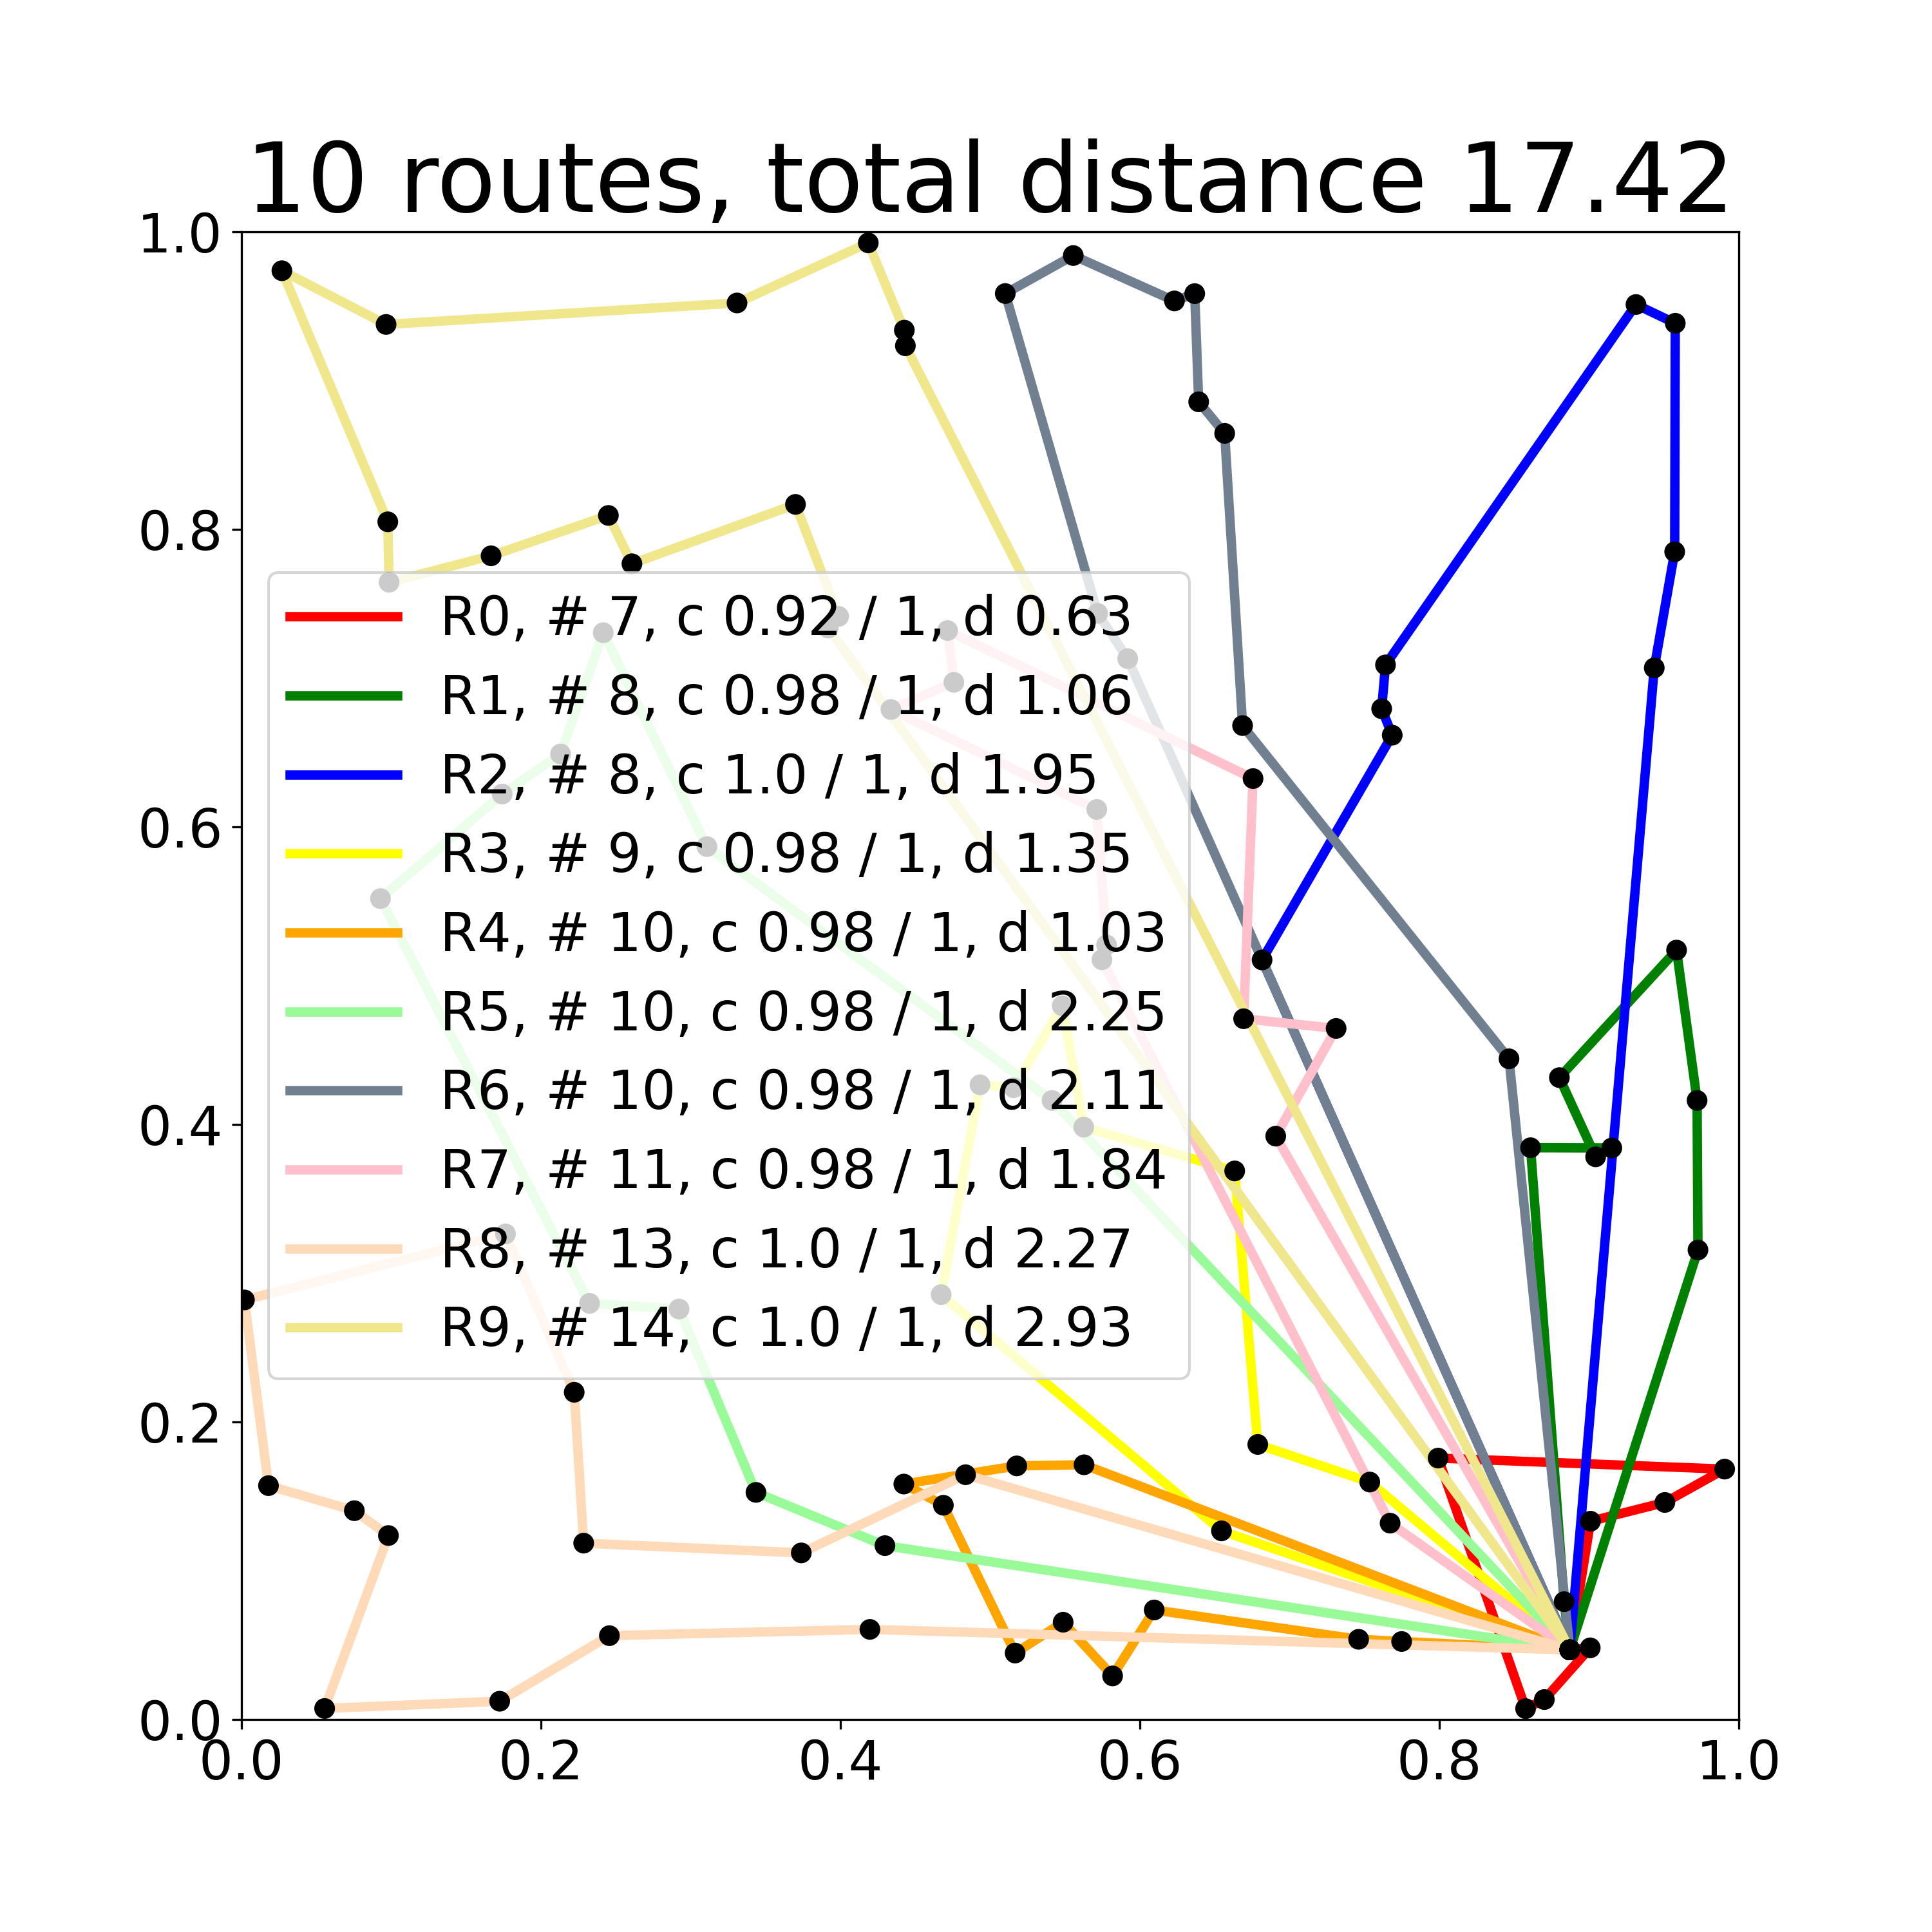 10 routes, total distance 17.42
1.0
0.8
0.6
0.4
0.2
0.0
R0, # 7, c 0.92 / 1, d 0.63
R1, # 8, c 0.98 / 1, d 1.06
R2, # 8, c 1.0 / 1, d 1.95
R3, # 9, c 0.98 / 1, d 1.35
R4, # 10, c 0.98 / 1, d 1.03
R5, # 10, c 0.98 / 1, d 2.25
R6, # 10, c 0.98 / 1, d 2.11
R7, # 11, c 0.98 / 1, d 1.84
R8, # 13, c 1.0 / 1, d 2.27
R9, # 14, c 1.0 / 1, d 2.93
0.0 0.2 0.4 0.6 0.8 1.0